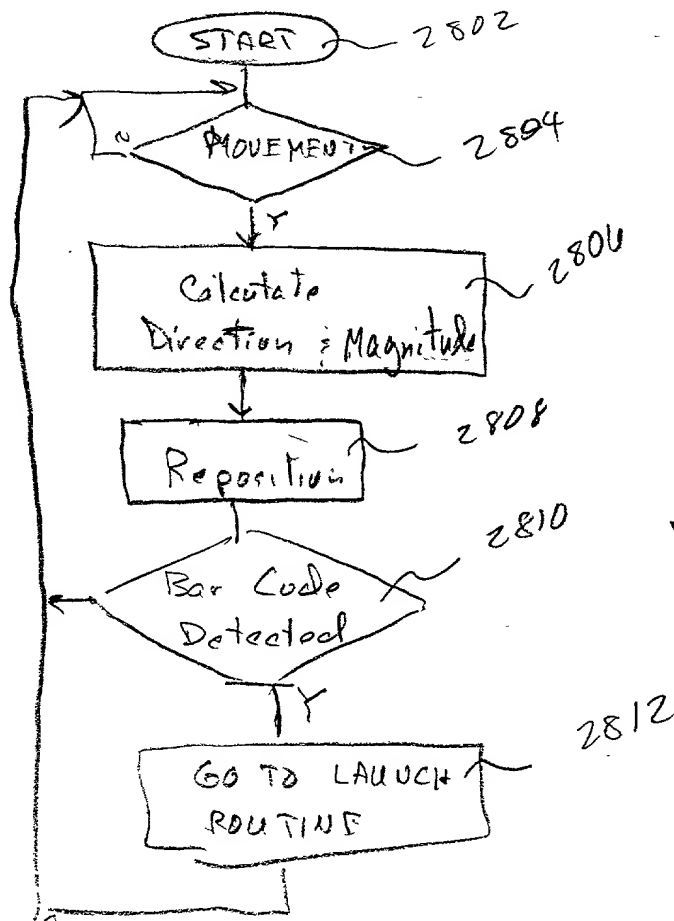 START 2802
MOVEMENT 2804
N
Y
Calculate 2806
Direction & Magnitude
Reposition 2808
Bar Code 2810
Detected
Y
GO TO LAUNCH 2812
ROUTINE